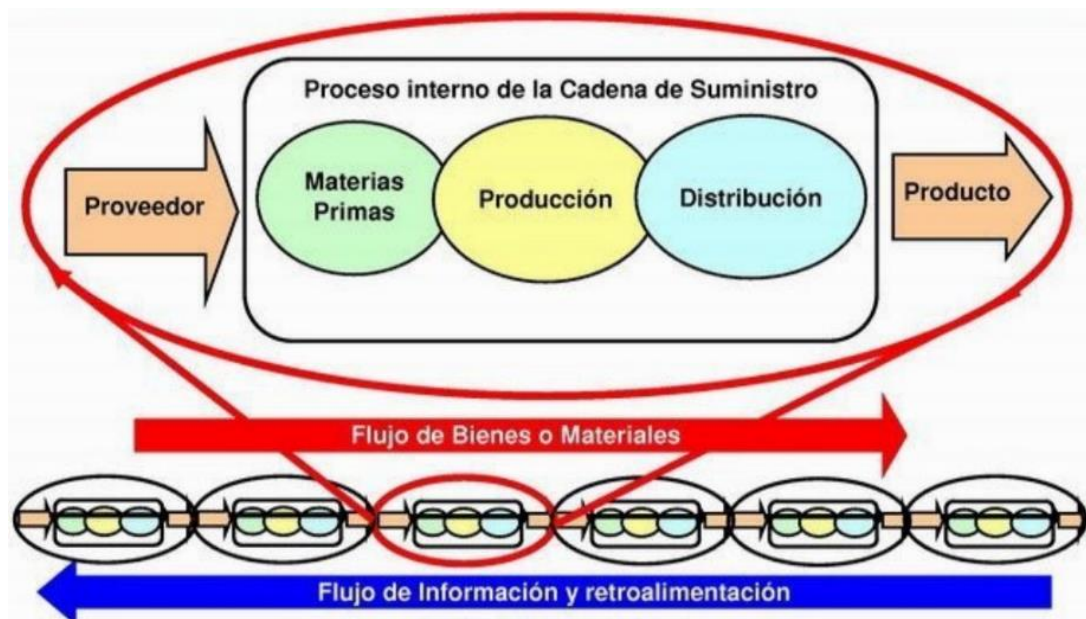 Proceso interno de la Cadena de Suministro
Proveedor
Materias
Primas
Producción
Distribución
Producto
Flujo de Bienes o Materiales
Flujo de Información y retroalimentación